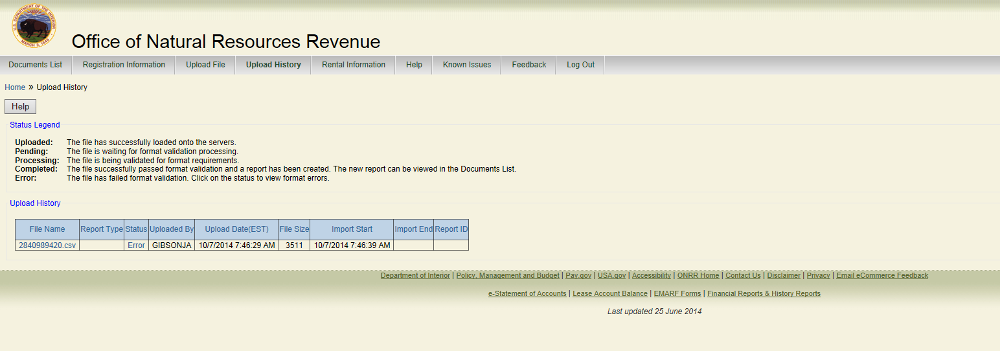 U.S. DEPARTMENT OF THE INTERIOR
MARCH 3, 1849
Office of Natural Resources Revenue
Documents List Registration Information Upload File Upload History Rental Information Help Known Issues Feedback Log Out
Home » Upload History
Help
Status Legend
Uploaded: The file has successfully loaded onto the servers.
Pending: The file is waiting for format validation processing.
Processing: The file is being validated for format requirements.
Completed: The file successfully passed format validation and a report has been created. The new report can be viewed in the Documents List.
Error: The file has failed format validation. Click on the status to view format errors.
Upload History
File Name Report Type Status Uploaded By Upload Date(EST) File Size Import Start Import End Report ID
2840989420.csv Error GIBSONJA 10/7/2014 7:46:29 AM 3511 10/7/2014 7:46:39 AM
Department of Interior | Policy, Management and Budget | Pay.gov | USA.gov | Accessibility | ONRR Home | Contact Us | Disclaimer | Privacy | Email eCommerce Feedback
e-Statement of Accounts | Lease Account Balance | EMARF Forms | Financial Reports & History Reports
Last updated 25 June 2014